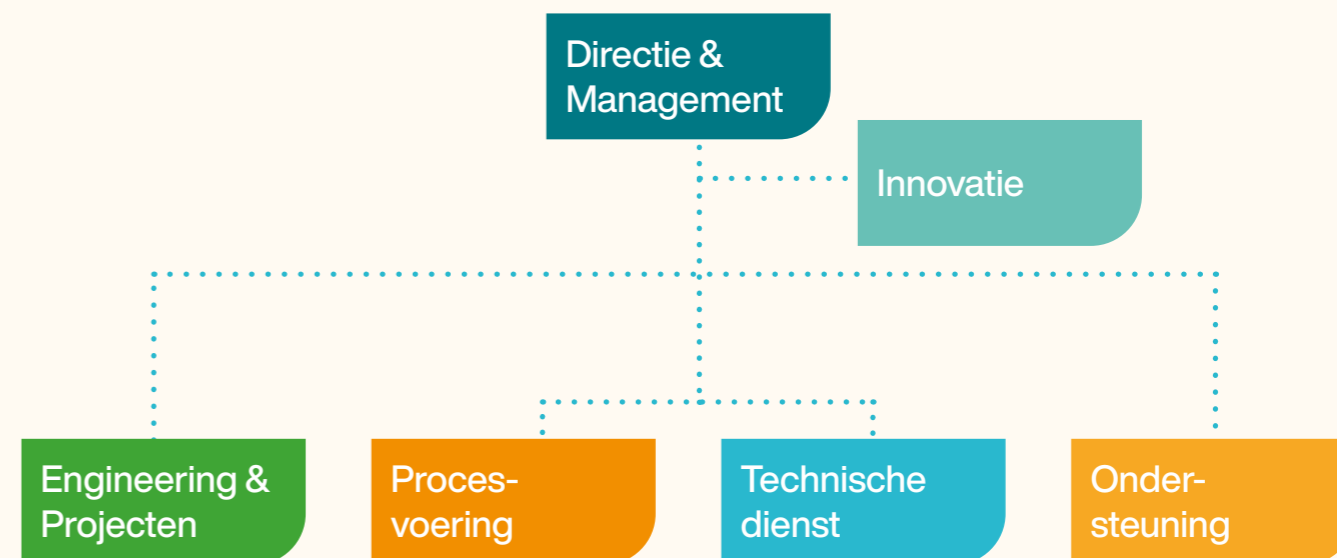 Directie &
Management
Innovatie
Engineering &
Projecten
Proces-
voering
Technische
dienst
Onder-
steuning